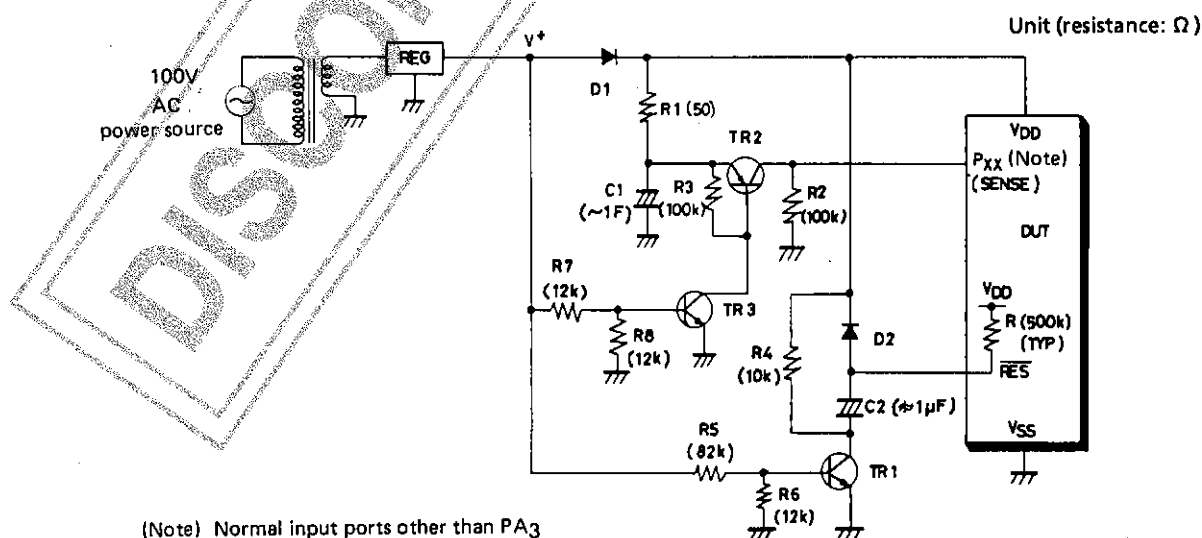 Unit (resistance: Ω)
V+
REG
100V
AC
power source
D1
R1 (50)
TR2
VDD
PXX (Note)
(SENSE)
C1
(~1F)
R3
(100k)
R2
(100k)
DUT
R7
(12k)
TR3
VDD
R (500k)
(TYP)
R8
(12k)
R4
(10k)
D2
RES
C2 (≈1μF)
R5
(82k)
VSS
TR1
R6
(12k)
(Note) Normal input ports other than PA3
DISCO